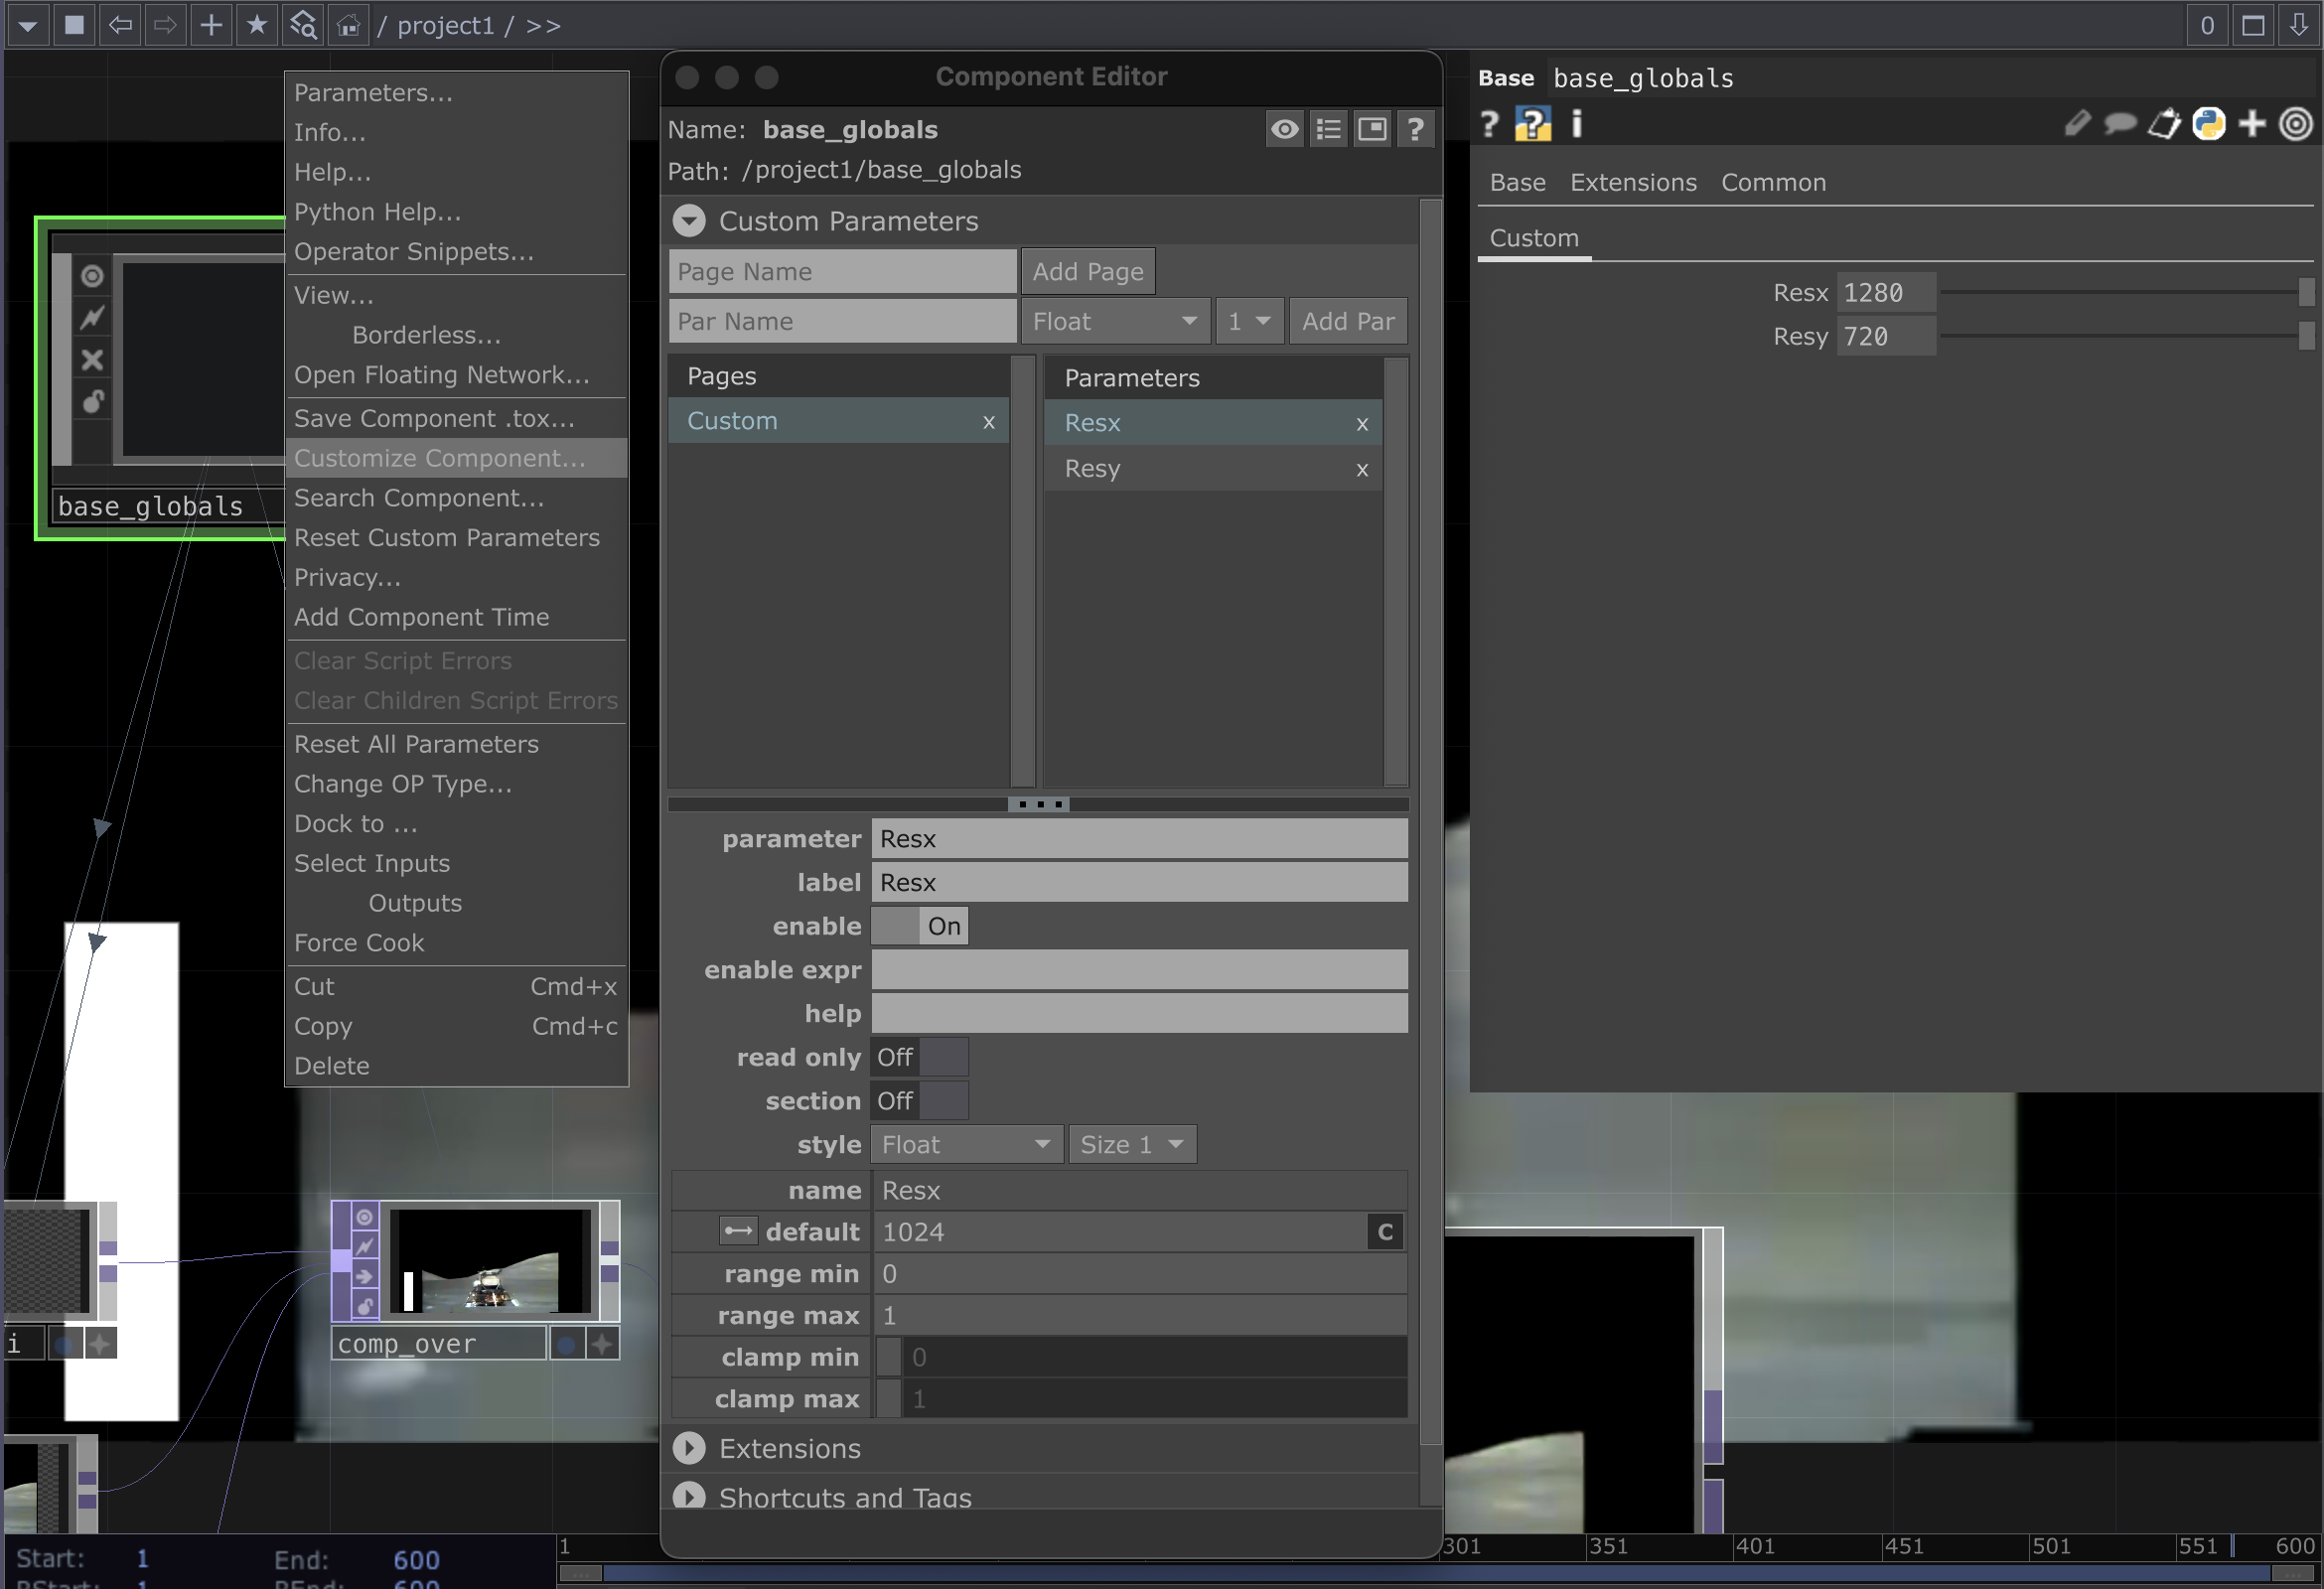 / project1 / >>
0
Parameters...
Info...
Help...
Python Help...
Operator Snippets...
View...
Borderless...
Open Floating Network...
Save Component .tox...
Customize Component...
Search Component...
Reset Custom Parameters
Privacy...
Add Component Time
Clear Script Errors
Clear Children Script Errors
Reset All Parameters
Change OP Type...
Dock to ...
Select Inputs
Outputs
Force Cook
Cut Cmd+x
Copy Cmd+c
Delete
base_globals
i
comp_over
Component Editor
Name: base_globals
?
Path: /project1/base_globals
Custom Parameters
Page Name Add Page
Par Name Float 1 Add Par
Pages
Custom x
Parameters
Resx x
Resy x
parameter Resx
label Resx
enable On
enable expr
help
read only Off
section Off
style Float Size 1
name Resx
default 1024 C
range min 0
range max 1
clamp min 0
clamp max 1
Extensions
Shortcuts and Tags
Base base_globals
? ? i
Base Extensions Common
Custom
Resx 1280
Resy 720
Start: 1 End: 600
RStart: 1 REnd: 600
1 301 351 401 451 501 551 600